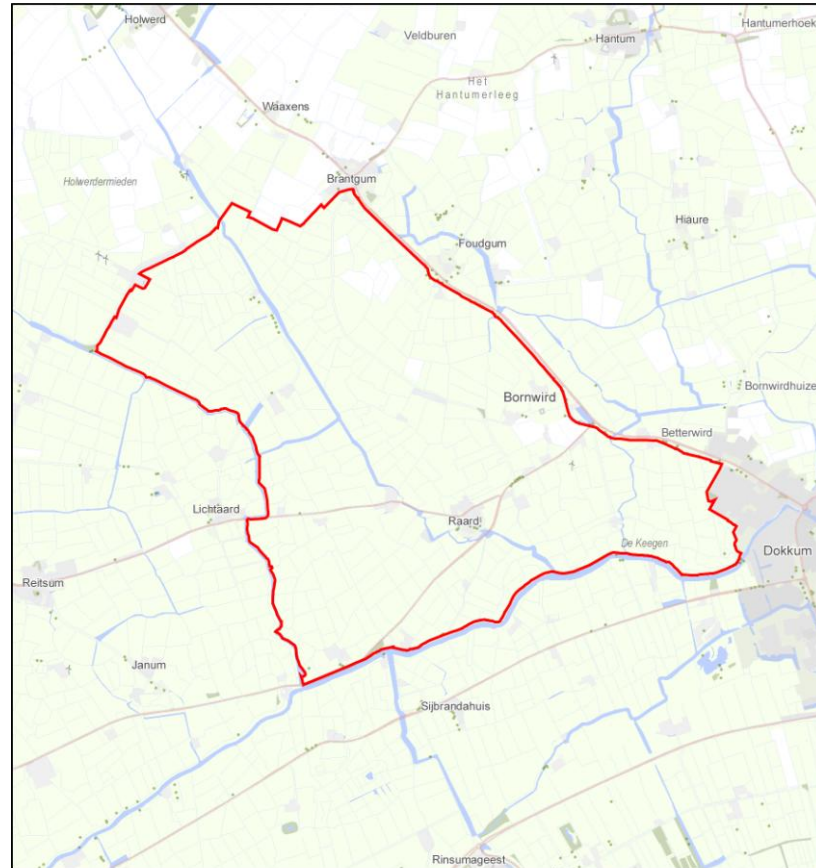 Holwerd
Hantumerhoek
Veldburen
Hantum
Het
Hantumerleeg
Waaxens
Brantgum
Holwerdermieden
Hiaure
Foudgum
Bornwirdhuize
Bornwird
Betterwird
Lichtaard
Raard
De Keegen
Dokkum
Reitsum
Janum
Sijbrandahuis
Rinsumageest